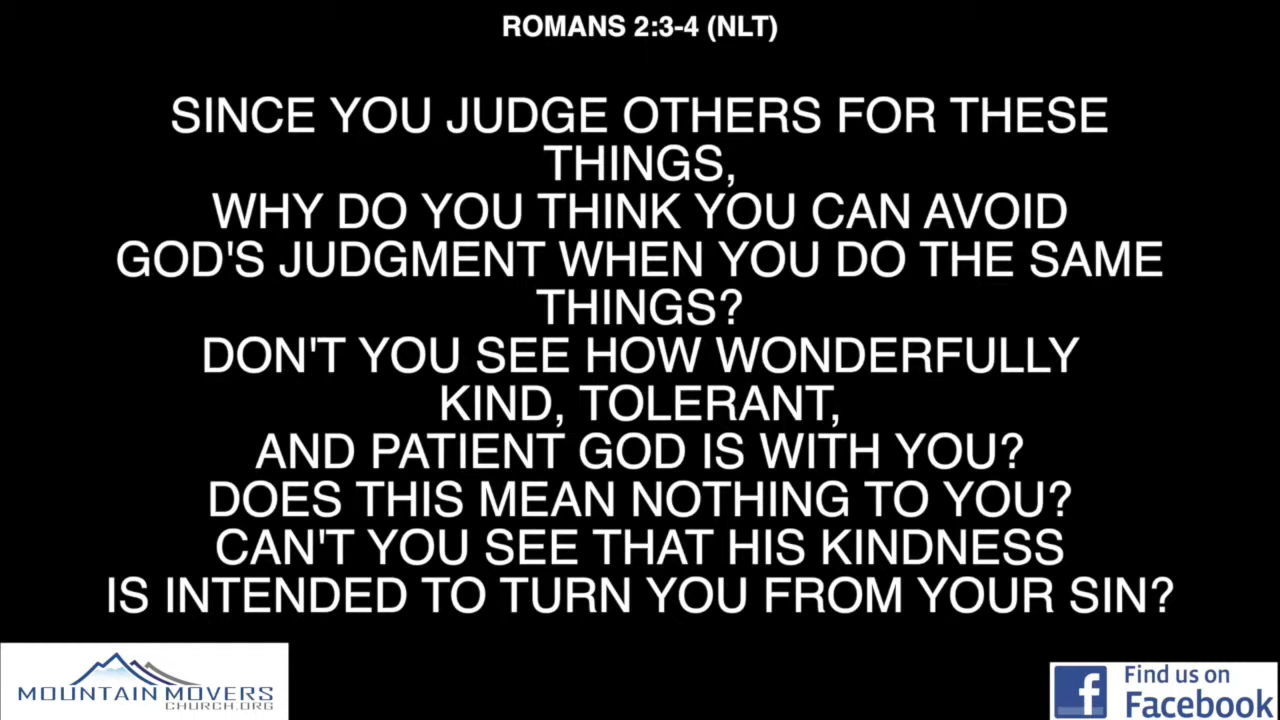 ROMANS 2:3-4 (NLT)
SINCE YOU JUDGE OTHERS FOR THESE
THINGS,
WHY DO YOU THINK YOU CAN AVOID
GOD'S JUDGMENT WHEN YOU DO THE SAME
THINGS?
DON'T YOU SEE HOW WONDERFULLY
KIND, TOLERANT,
AND PATIENT GOD IS WITH YOU?
DOES THIS MEAN NOTHING TO YOU?
CAN'T YOU SEE THAT HIS KINDNESS
IS INTENDED TO TURN YOU FROM YOUR SIN?
MOUNTAIN MOVERS
CHURCH.ORG
f
Find us on
Facebook